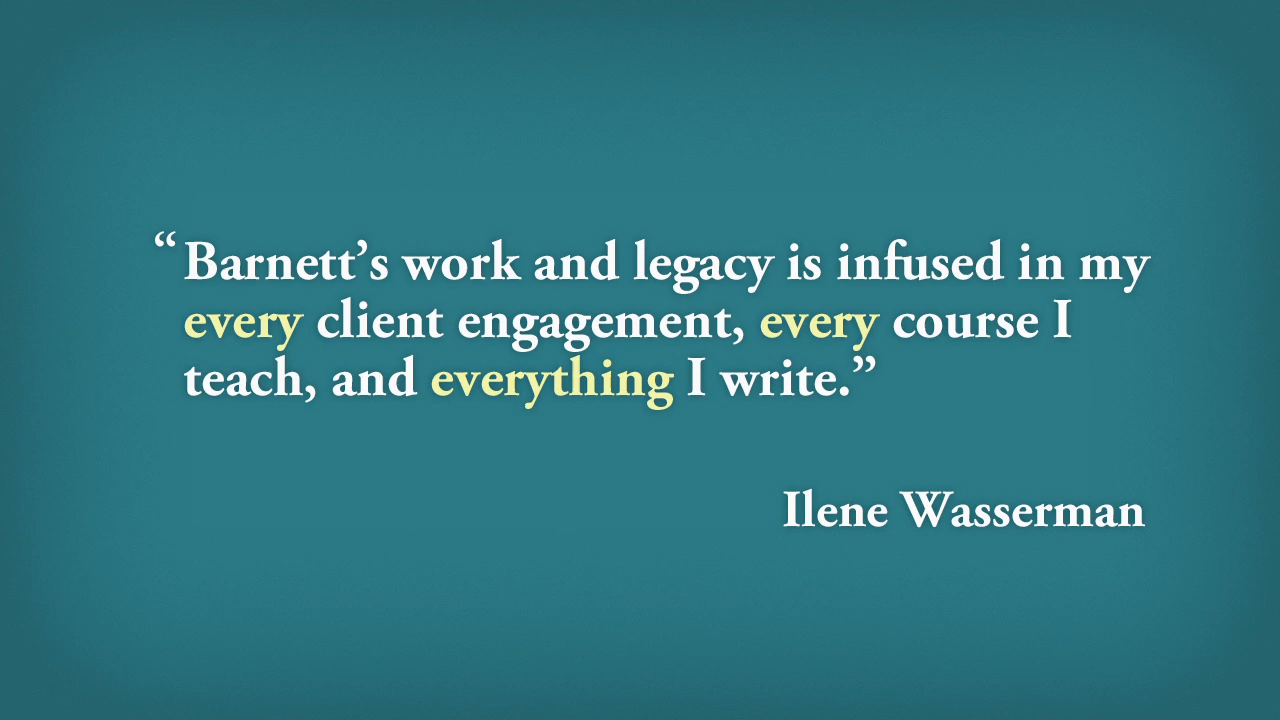 “Barnett’s work and legacy is infused in my
every client engagement, every course I
teach, and everything I write.”
Ilene Wasserman